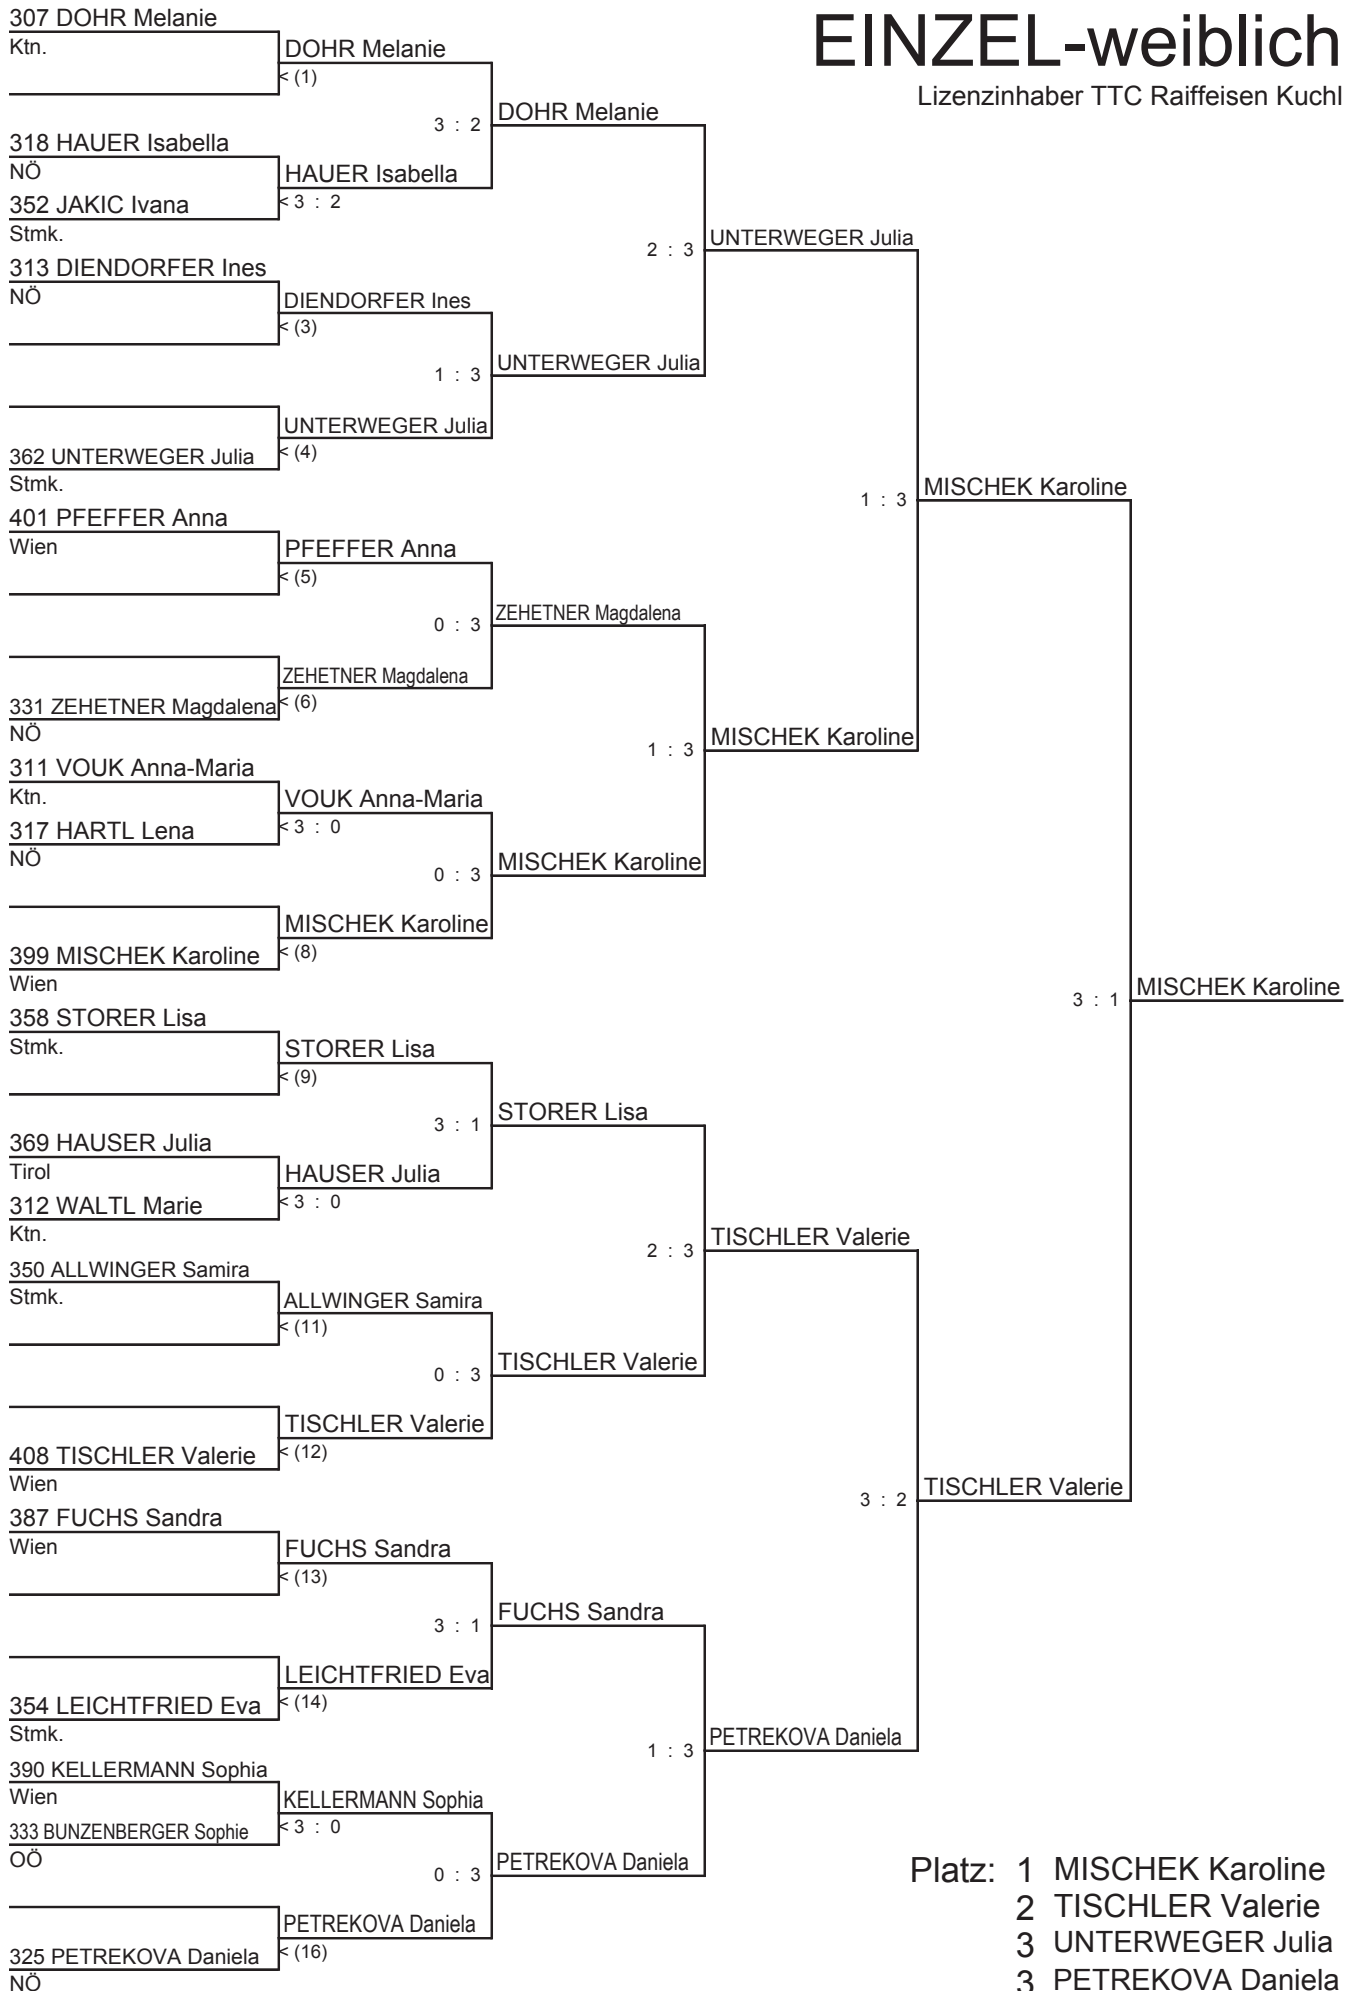 EINZEL-weiblich
Lizenzinhaber TTC Raiffeisen Kuchl
307 DOHR Melanie
Ktn.
DOHR Melanie
< (1)
3 : 2
DOHR Melanie
318 HAUER Isabella
NÖ
HAUER Isabella
352 JAKIC Ivana
< 3 : 2
Stmk.
2 : 3
UNTERWEGER Julia
313 DIENDORFER Ines
NÖ
DIENDORFER Ines
< (3)
1 : 3
UNTERWEGER Julia
UNTERWEGER Julia
362 UNTERWEGER Julia
< (4)
Stmk.
1 : 3
MISCHEK Karoline
401 PFEFFER Anna
Wien
PFEFFER Anna
< (5)
0 : 3
ZEHETNER Magdalena
ZEHETNER Magdalena
331 ZEHETNER Magdalena
< (6)
NÖ
1 : 3
MISCHEK Karoline
311 VOUK Anna-Maria
Ktn.
VOUK Anna-Maria
317 HARTL Lena
< 3 : 0
NÖ
0 : 3
MISCHEK Karoline
MISCHEK Karoline
399 MISCHEK Karoline
< (8)
Wien
3 : 1
MISCHEK Karoline
358 STORER Lisa
Stmk.
STORER Lisa
< (9)
3 : 1
STORER Lisa
369 HAUSER Julia
Tirol
HAUSER Julia
312 WALTL Marie
< 3 : 0
Ktn.
2 : 3
TISCHLER Valerie
350 ALLWINGER Samira
Stmk.
ALLWINGER Samira
< (11)
0 : 3
TISCHLER Valerie
TISCHLER Valerie
408 TISCHLER Valerie
< (12)
Wien
3 : 2
TISCHLER Valerie
387 FUCHS Sandra
Wien
FUCHS Sandra
< (13)
3 : 1
FUCHS Sandra
LEICHTFRIED Eva
354 LEICHTFRIED Eva
< (14)
Stmk.
1 : 3
PETREKOVA Daniela
390 KELLERMANN Sophia
Wien
KELLERMANN Sophia
333 BUNZENBERGER Sophie
< 3 : 0
OÖ
0 : 3
PETREKOVA Daniela
PETREKOVA Daniela
325 PETREKOVA Daniela
< (16)
NÖ
Platz: 1 MISCHEK Karoline
2 TISCHLER Valerie
3 UNTERWEGER Julia
3 PETREKOVA Daniela